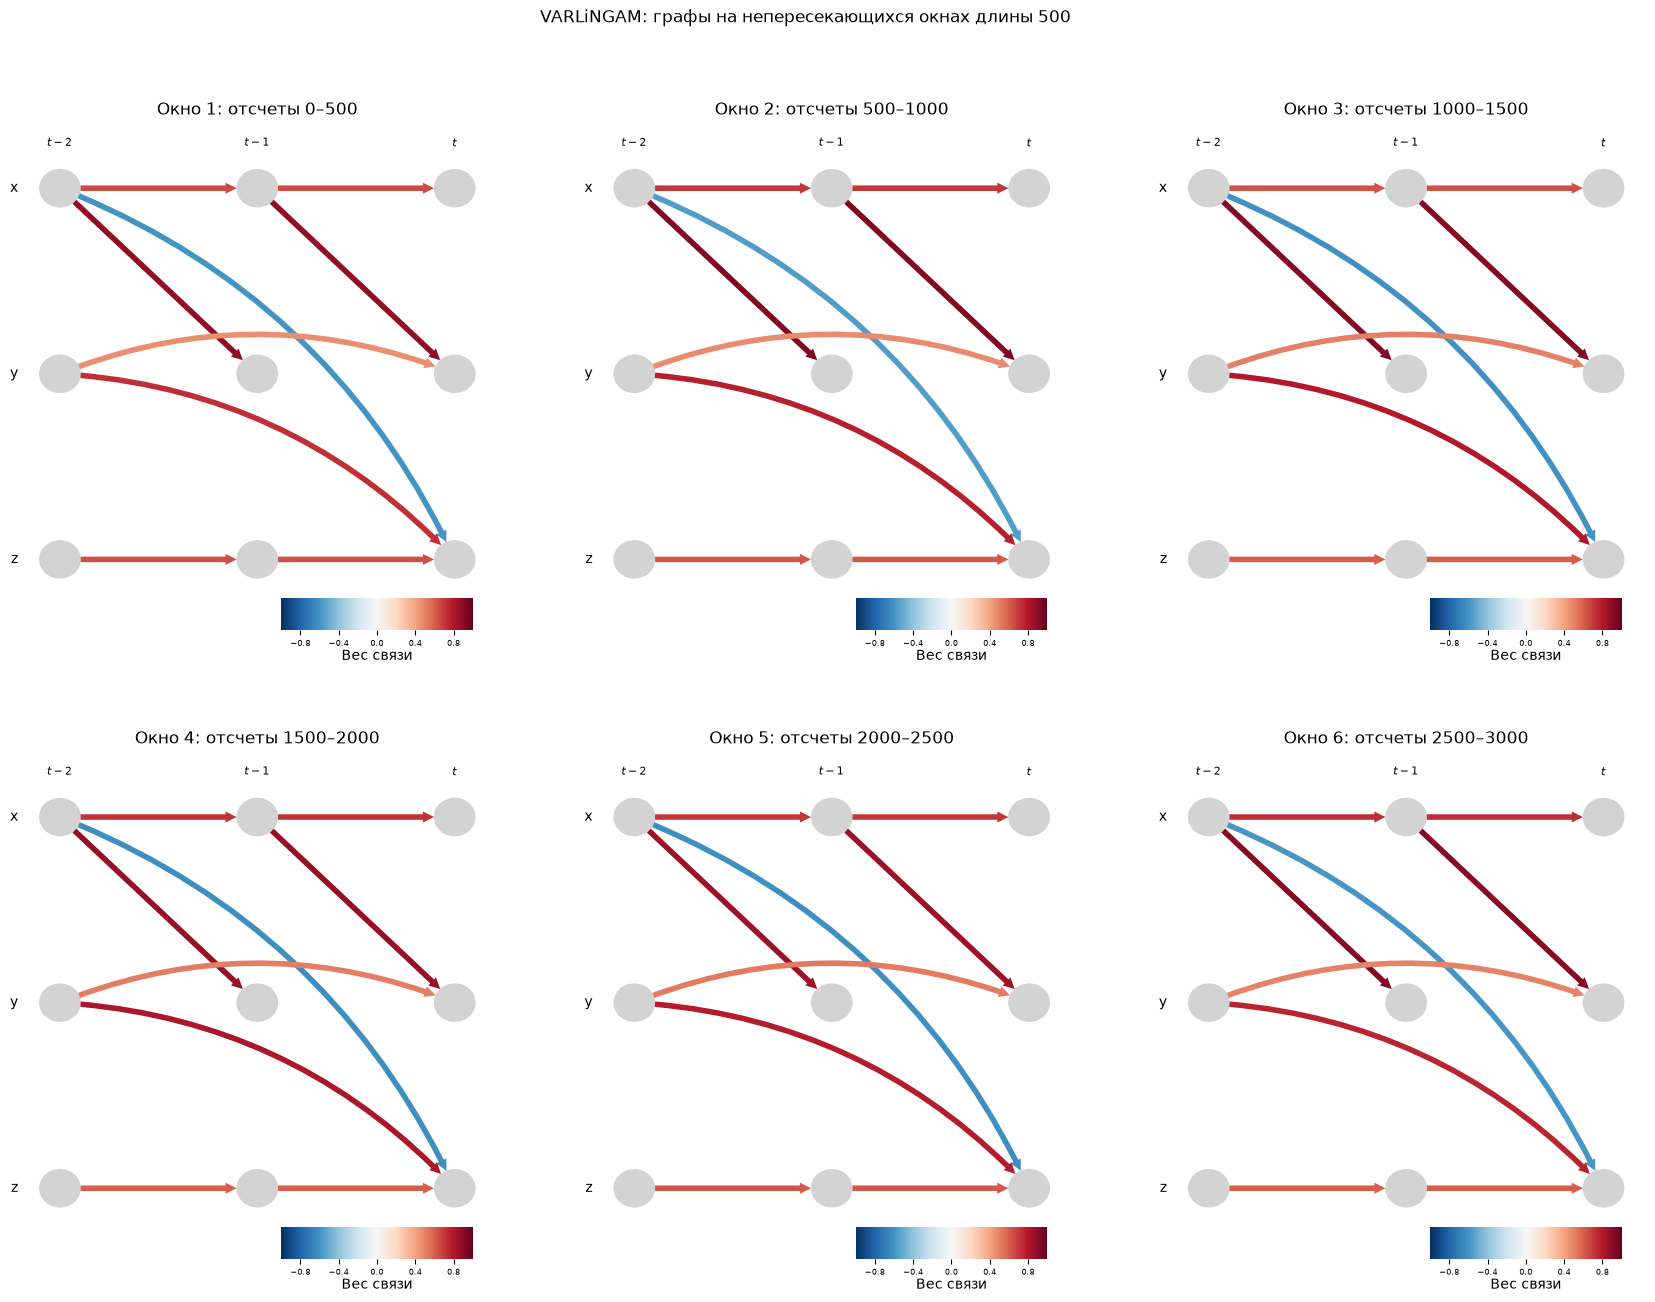 VARLiNGAM: графы на непересекающихся окнах длины 500
Окно 1: отсчеты 0–500
t − 2 t − 1 t
x
y
z
−0.8 −0.4 0.0 0.4 0.8
Вес связи
Окно 2: отсчеты 500–1000
t − 2 t − 1 t
x
y
z
−0.8 −0.4 0.0 0.4 0.8
Вес связи
Окно 3: отсчеты 1000–1500
t − 2 t − 1 t
x
y
z
−0.8 −0.4 0.0 0.4 0.8
Вес связи
Окно 4: отсчеты 1500–2000
t − 2 t − 1 t
x
y
z
−0.8 −0.4 0.0 0.4 0.8
Вес связи
Окно 5: отсчеты 2000–2500
t − 2 t − 1 t
x
y
z
−0.8 −0.4 0.0 0.4 0.8
Вес связи
Окно 6: отсчеты 2500–3000
t − 2 t − 1 t
x
y
z
−0.8 −0.4 0.0 0.4 0.8
Вес связи